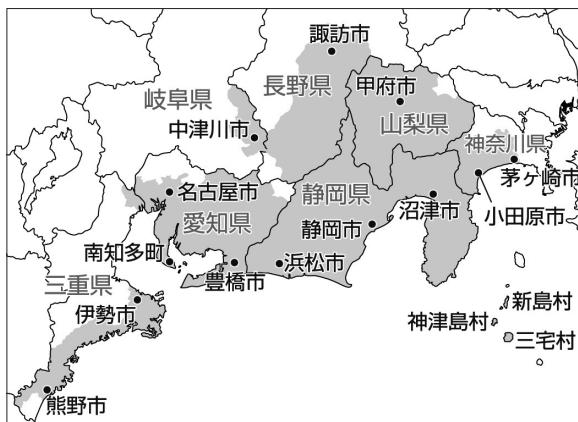 諏訪市
長野県
甲府市
山梨県
岐阜県
中津川市
神奈川県
茅ヶ崎市
小田原市
名古屋市
愛知県
静岡県
静岡市
沼津市
南知多町
豊橋市
浜松市
三重県
伊勢市
新島村
神津島村
三宅村
熊野市